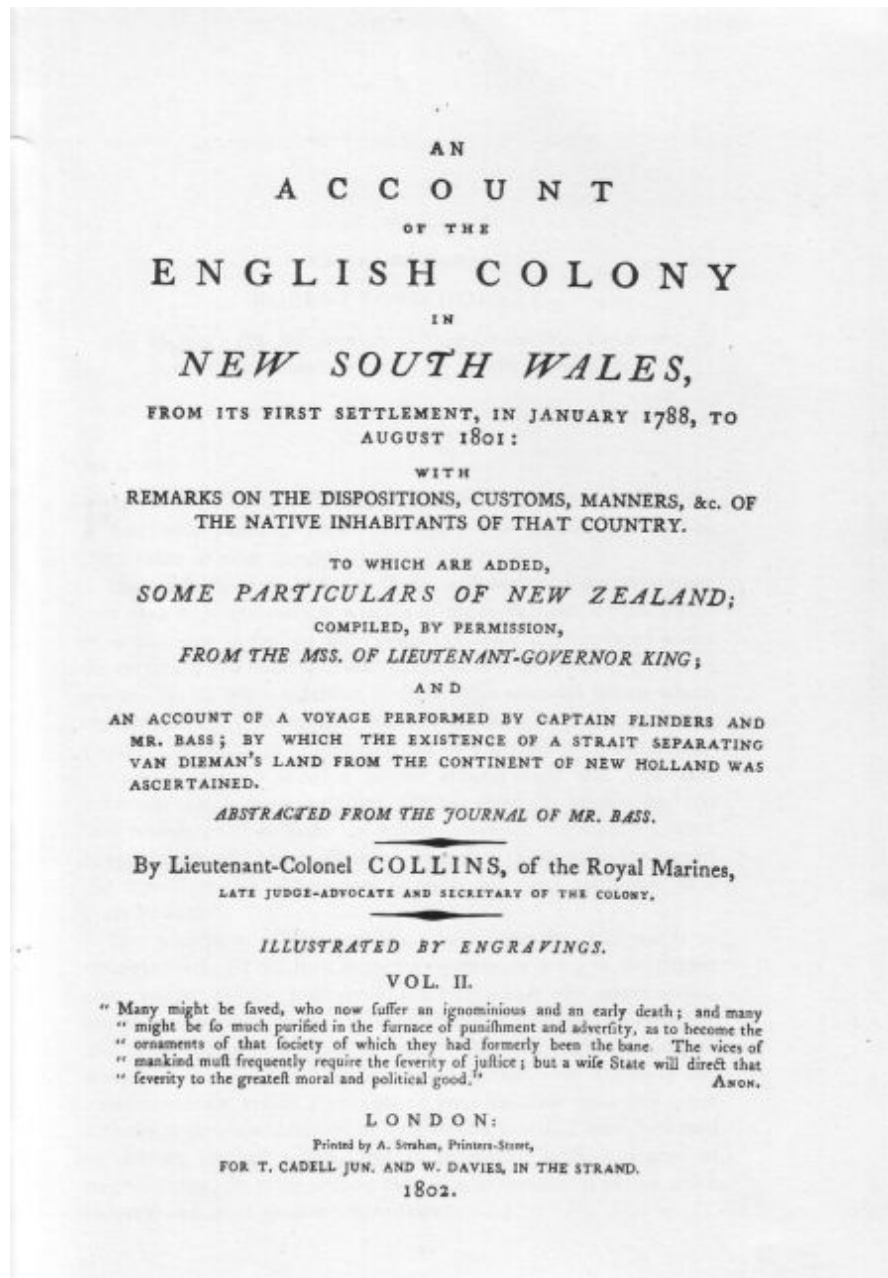 AN
ACCOUNT
OF THE
ENGLISH COLONY
IN
NEW SOUTH WALES,
FROM ITS FIRST SETTLEMENT, IN JANUARY 1788, TO
AUGUST 1801:
WITH
REMARKS ON THE DISPOSITIONS, CUSTOMS, MANNERS, &c. OF
THE NATIVE INHABITANTS OF THAT COUNTRY.
TO WHICH ARE ADDED,
SOME PARTICULARS OF NEW ZEALAND;
COMPILED, BY PERMISSION,
FROM THE MSS. OF LIEUTENANT-GOVERNOR KING;
AND
AN ACCOUNT OF A VOYAGE PERFORMED BY CAPTAIN FLINDERS AND
MR. BASS; BY WHICH THE EXISTENCE OF A STRAIT SEPARATING
VAN DIEMAN'S LAND FROM THE CONTINENT OF NEW HOLLAND WAS
ASCERTAINED.
ABSTRACTED FROM THE JOURNAL OF MR. BASS.
By Lieutenant-Colonel COLLINS, of the Royal Marines,
LATE JUDGE-ADVOCATE AND SECRETARY OF THE COLONY.
ILLUSTRATED BY ENGRAVINGS.
VOL. II.
“ Many might be ſaved, who now ſuffer an ignominious and an early death; and many
“ might be ſo much purified in the furnace of puniſhment and adverſity, as to become the
“ ornaments of that ſociety of which they had formerly been the bane. The vices of
“ mankind muſt frequently require the ſeverity of juſtice; but a wiſe State will direct that
“ ſeverity to the greateſt moral and political good.” ANON.
LONDON:
Printed by A. Strahan, Printers-Street,
FOR T. CADELL JUN. AND W. DAVIES, IN THE STRAND.
1802.